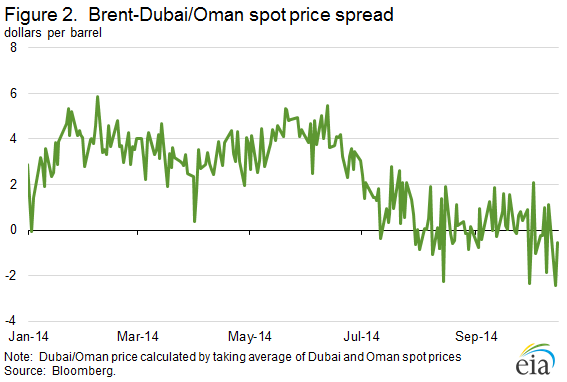 Figure 2.  Brent-Dubai/Oman spot price spread
dollars per barrel
8
6
4
2
0
-2
-4
Jan-14 Mar-14 May-14 Jul-14 Sep-14
Note:  Dubai/Oman price calculated by taking average of Dubai and Oman spot prices
Source:  Bloomberg.
eia